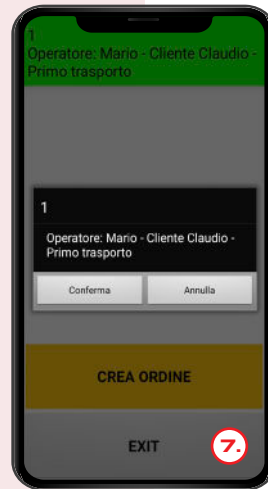 1
Operatore: Mario - Cliente Claudio -
Primo trasporto
1
Operatore: Mario - Cliente Claudio -
Primo trasporto
Conferma
Annulla
CREA ORDINE
EXIT
7.